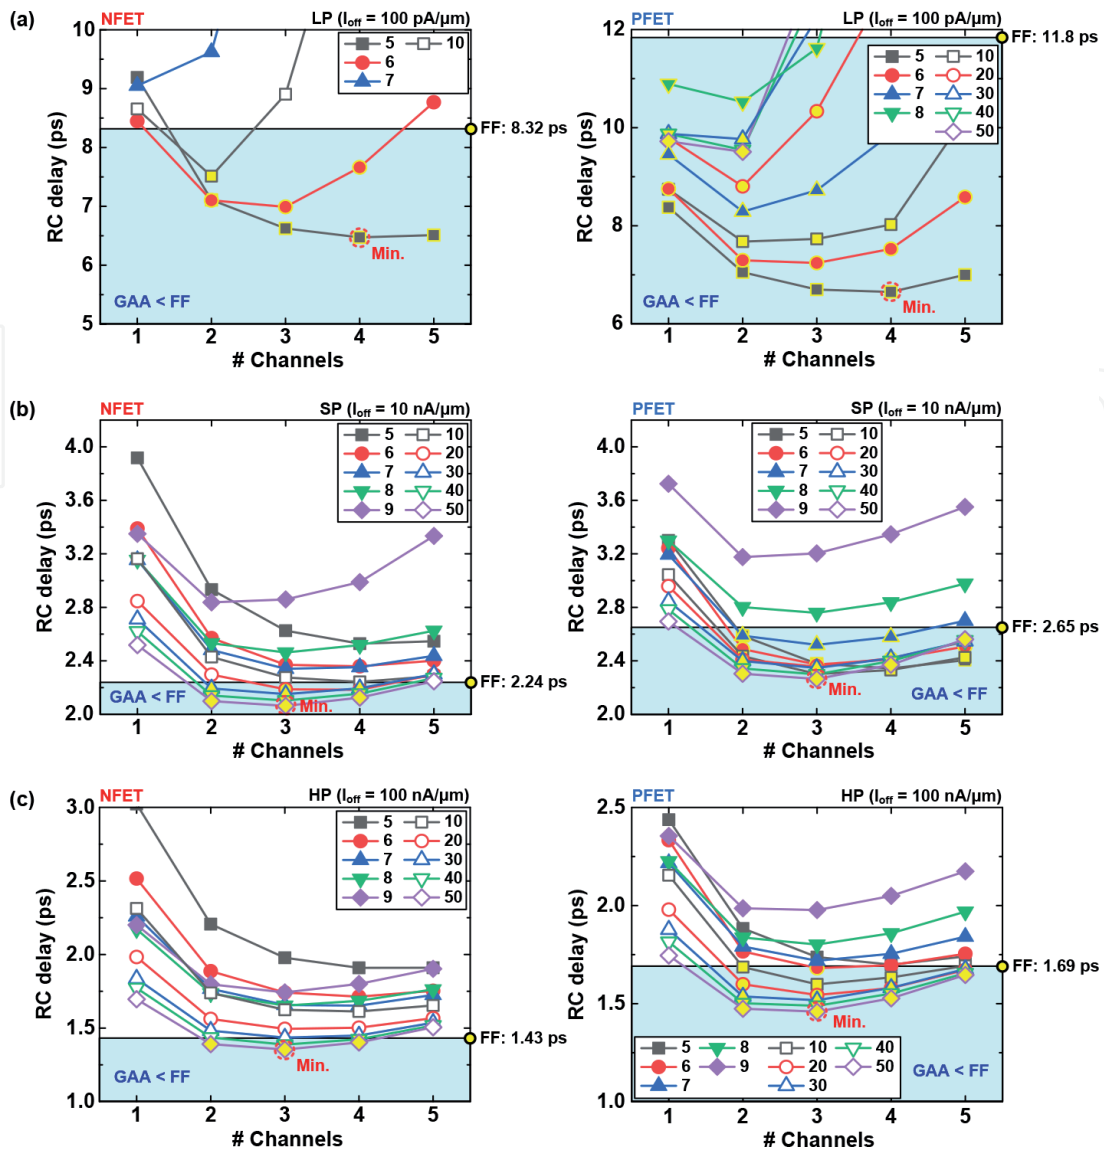 (a)
NFET
LP (Ioff = 100 pA/μm)
10
9
8
7
6
5
RC delay (ps)
5
10
6
7
FF: 8.32 ps
Min.
GAA < FF
1
2
3
4
5
# Channels
PFET
LP (Ioff = 100 pA/μm)
12
10
8
6
RC delay (ps)
FF: 11.8 ps
5
10
6
20
7
30
8
40
50
Min.
GAA < FF
1
2
3
4
5
# Channels
(b)
NFET
SP (Ioff = 10 nA/μm)
4.0
3.6
3.2
2.8
2.4
2.0
RC delay (ps)
5
10
6
20
7
30
8
40
9
50
FF: 2.24 ps
GAA < FF
Min.
1
2
3
4
5
# Channels
PFET
SP (Ioff = 10 nA/μm)
4.0
3.6
3.2
2.8
2.4
2.0
RC delay (ps)
5
10
6
20
7
30
8
40
9
50
FF: 2.65 ps
GAA < FF
Min.
1
2
3
4
5
# Channels
(c)
NFET
HP (Ioff = 100 nA/μm)
3.0
2.5
2.0
1.5
1.0
RC delay (ps)
5
10
6
20
7
30
8
40
9
50
FF: 1.43 ps
Min.
GAA < FF
1
2
3
4
5
# Channels
PFET
HP (Ioff = 100 nA/μm)
2.5
2.0
1.5
1.0
RC delay (ps)
FF: 1.69 ps
Min.
5
8
10
40
6
9
20
50
7
30
GAA < FF
1
2
3
4
5
# Channels